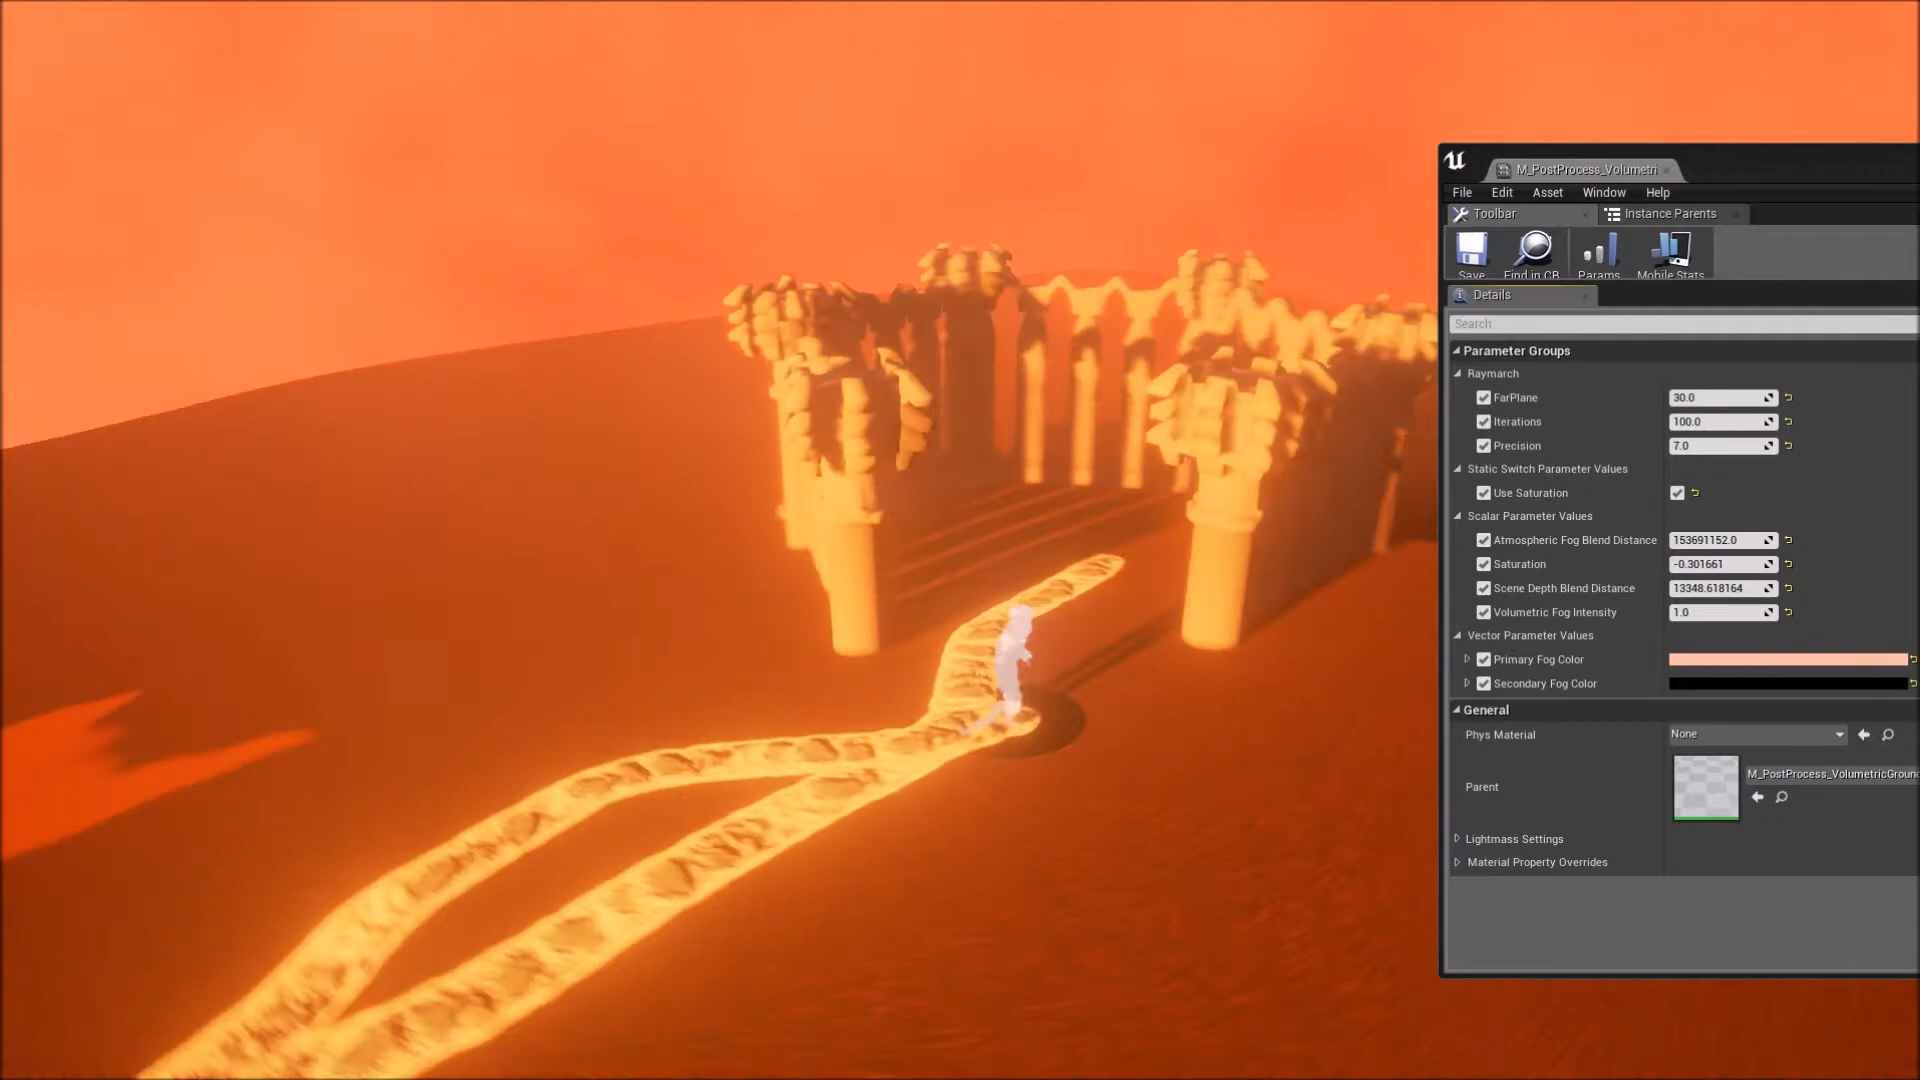 M_PostProcess_Volumetri
File Edit Asset Window Help
Toolbar Instance Parents
Save Find in CB Params Mobile Stats
Details
Search
Parameter Groups
Raymarch
FarPlane 30.0
Iterations 100.0
Precision 7.0
Static Switch Parameter Values
Use Saturation
Scalar Parameter Values
Atmospheric Fog Blend Distance 153691152.0
Saturation -0.301661
Scene Depth Blend Distance 13348.618164
Volumetric Fog Intensity 1.0
Vector Parameter Values
Primary Fog Color
Secondary Fog Color
General
Phys Material None
Parent M_PostProcess_VolumetricGroun
Lightmass Settings
Material Property Overrides